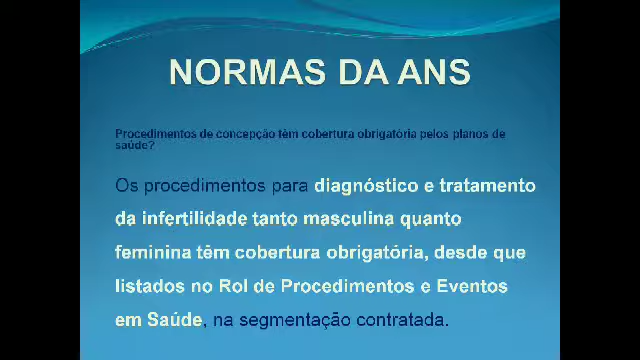 NORMAS DA ANS
Procedimentos de concepção têm cobertura obrigatória pelos planos de
saúde?
Os procedimentos para diagnóstico e tratamento
da infertilidade tanto masculina quanto
feminina têm cobertura obrigatória, desde que
listados no Rol de Procedimentos e Eventos
em Saúde, na segmentação contratada.